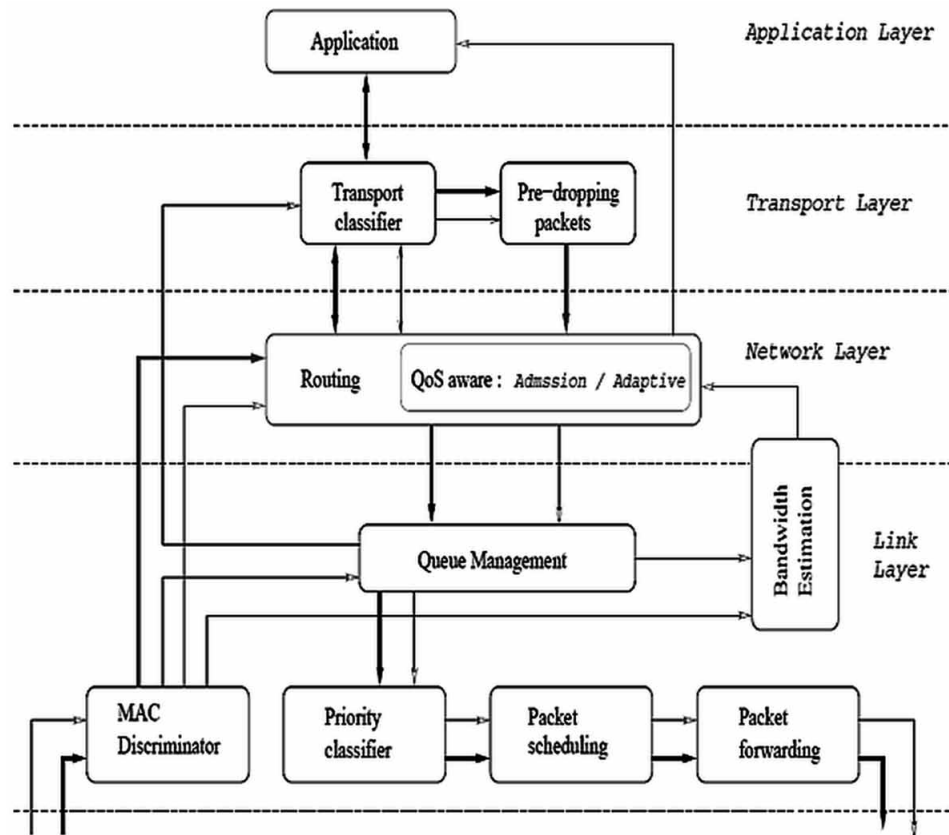 Application
Application Layer
Transport
classifier
Pre-dropping
packets
Transport Layer
Routing
QoS aware : Admssion / Adaptive
Network Layer
Queue Management
Bandwidth
Estimation
Link
Layer
MAC
Discriminator
Priority
classifier
Packet
scheduling
Packet
forwarding